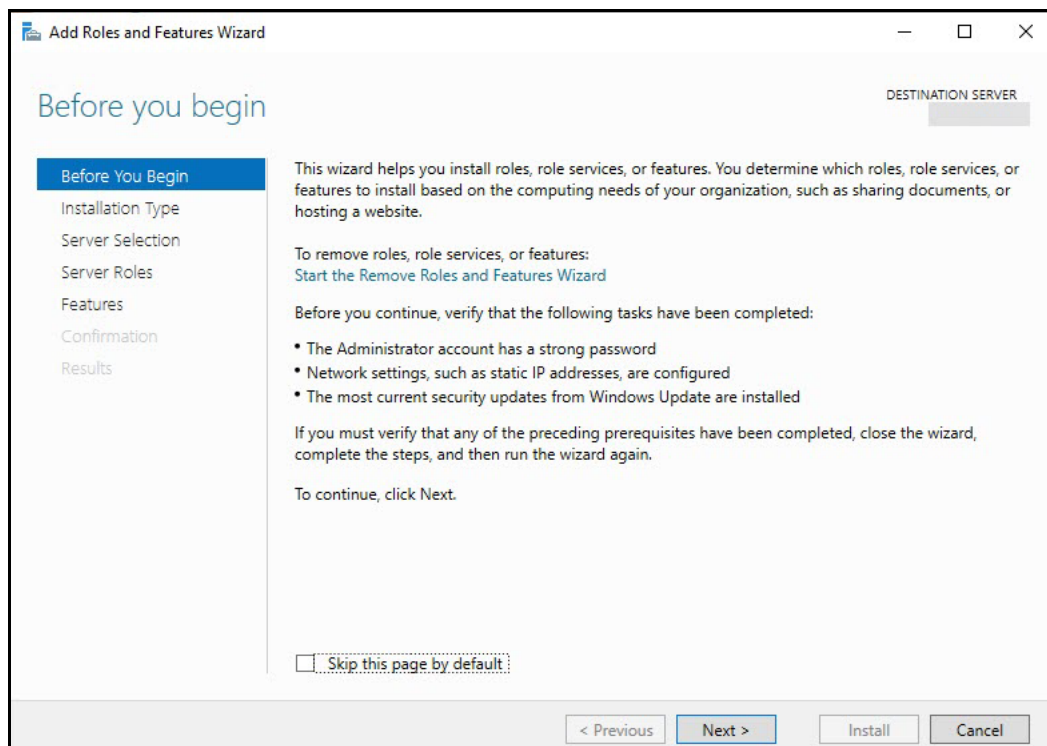 Add Roles and Features Wizard
Before you begin
DESTINATION SERVER
Before You Begin
Installation Type
Server Selection
Server Roles
Features
Confirmation
Results
This wizard helps you install roles, role services, or features. You determine which roles, role services, or
features to install based on the computing needs of your organization, such as sharing documents, or
hosting a website.
To remove roles, role services, or features:
Start the Remove Roles and Features Wizard
Before you continue, verify that the following tasks have been completed:
• The Administrator account has a strong password
• Network settings, such as static IP addresses, are configured
• The most current security updates from Windows Update are installed
If you must verify that any of the preceding prerequisites have been completed, close the wizard,
complete the steps, and then run the wizard again.
To continue, click Next.
Skip this page by default
< Previous
Next >
Install
Cancel